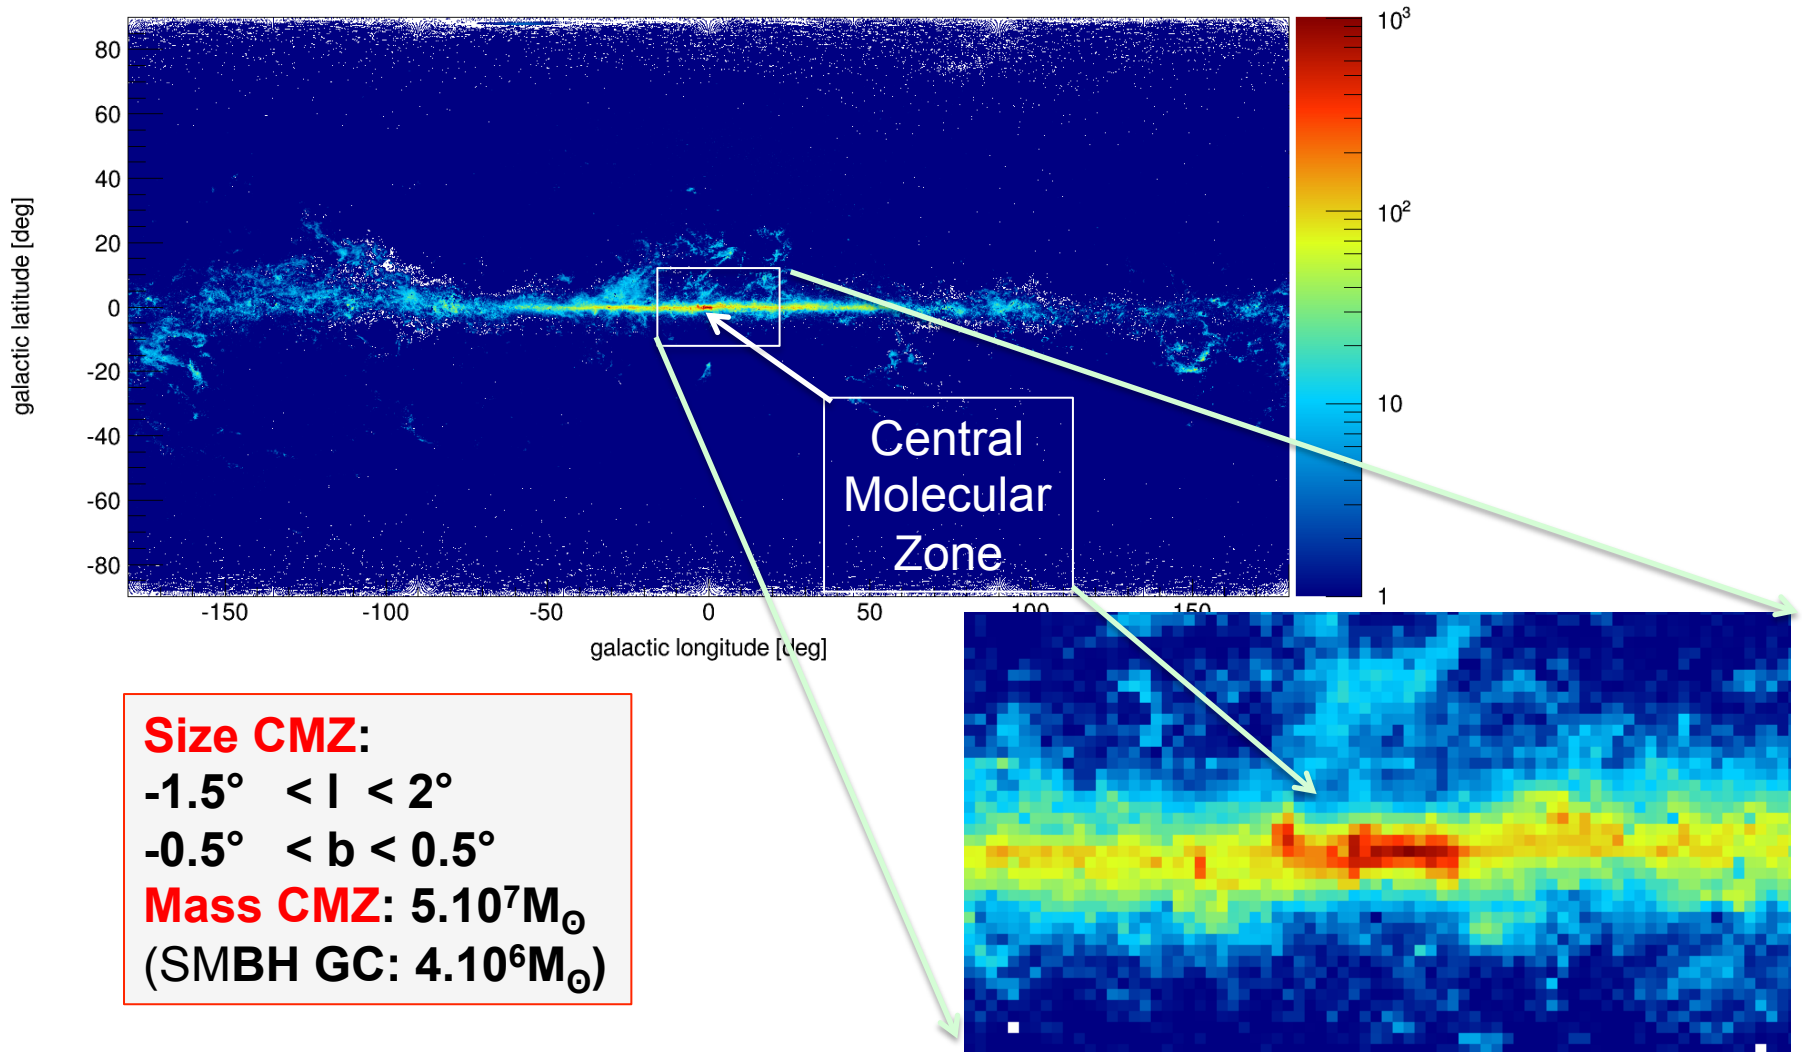 80
60
40
20
0
-20
-40
-60
-80
galactic latitude [deg]
-150
-100
-50
0
50
100
150
galactic longitude [deg]
10³
10²
10
1
Central
Molecular
Zone
Size CMZ:
-1.5° < l < 2°
-0.5° < b < 0.5°
Mass CMZ: 5.10⁷M⊙
(SMBH GC: 4.10⁶M⊙)